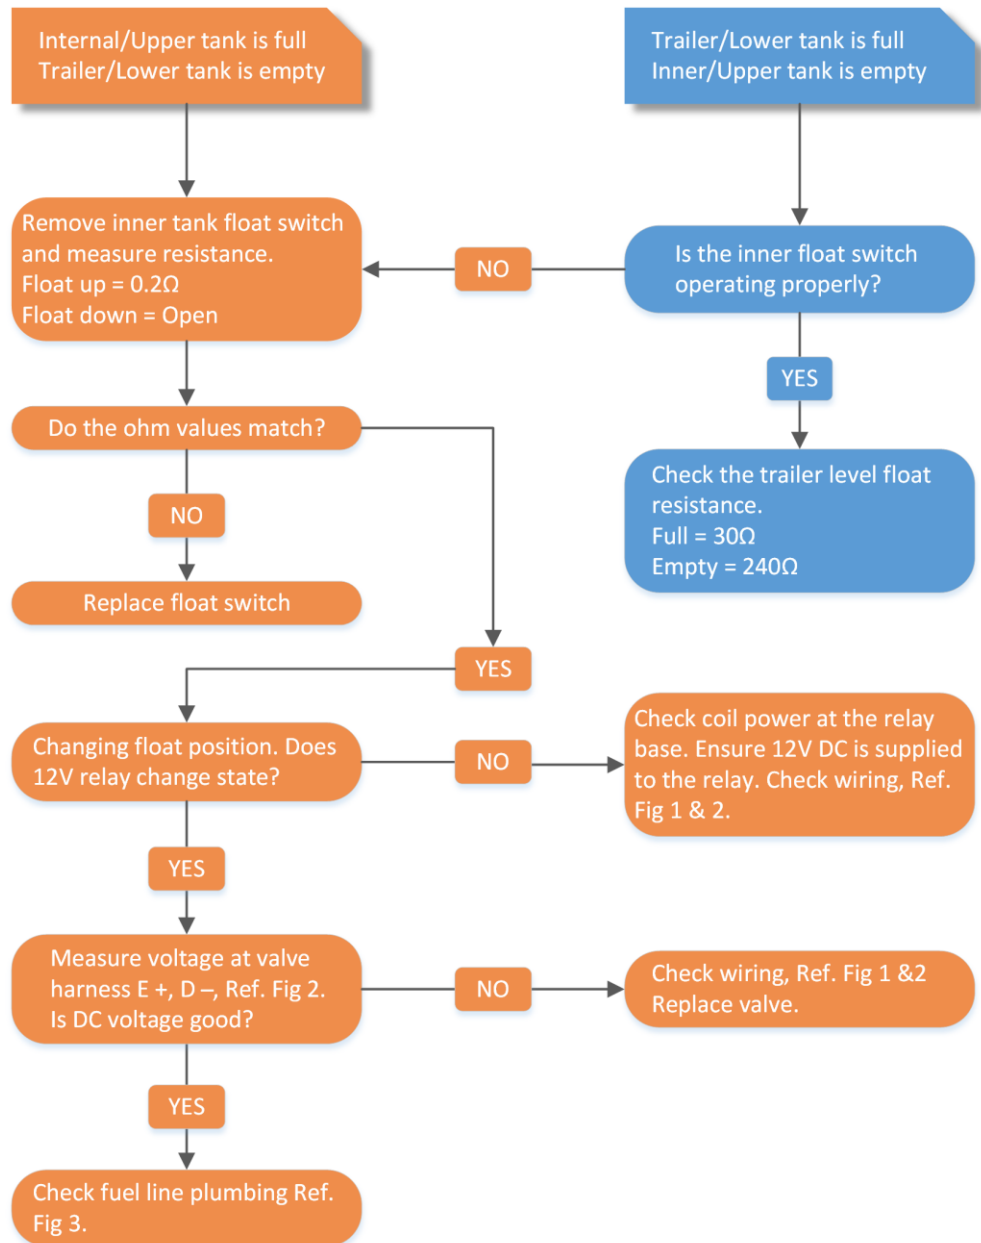 Internal/Upper tank is full
Trailer/Lower tank is empty
Trailer/Lower tank is full
Inner/Upper tank is empty
Remove inner tank float switch
and measure resistance.
Float up = 0.2Ω
Float down = Open
NO
Is the inner float switch
operating properly?
YES
Do the ohm values match?
Check the trailer level float
resistance.
Full = 30Ω
Empty = 240Ω
NO
Replace float switch
YES
Changing float position. Does
12V relay change state?
NO
Check coil power at the relay
base. Ensure 12V DC is supplied
to the relay. Check wiring, Ref.
Fig 1 & 2.
YES
Measure voltage at valve
harness E +, D –, Ref. Fig 2.
Is DC voltage good?
NO
Check wiring, Ref. Fig 1 &2
Replace valve.
YES
Check fuel line plumbing Ref.
Fig 3.